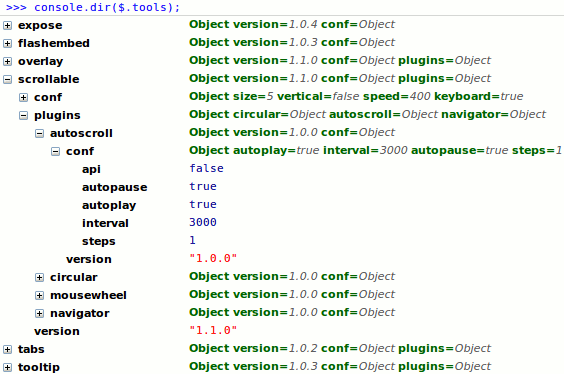 >>> console.dir($.tools);
expose Object version=1.0.4 conf=Object
flashembed Object version=1.0.3 conf=Object
overlay Object version=1.1.0 conf=Object plugins=Object
scrollable Object version=1.1.0 conf=Object plugins=Object
conf Object size=5 vertical=false speed=400 keyboard=true
plugins Object circular=Object autoscroll=Object navigator=Object
autoscroll Object version=1.0.0 conf=Object
conf Object autoplay=true interval=3000 autopause=true steps=1
api false
autopause true
autoplay true
interval 3000
steps 1
version "1.0.0"
circular Object version=1.0.0 conf=Object
mousewheel Object version=1.0.0 conf=Object
navigator Object version=1.0.0 conf=Object
version "1.1.0"
tabs Object version=1.0.2 conf=Object plugins=Object
tooltip Object version=1.0.3 conf=Object plugins=Object